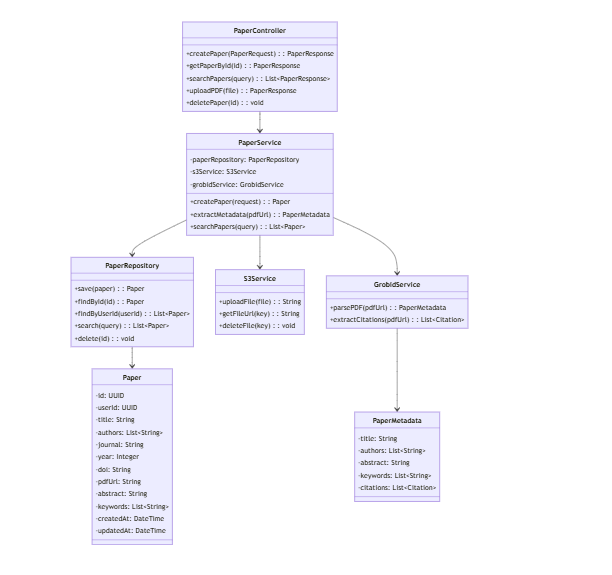 PaperController
+createPaper(PaperRequest) : : PaperResponse
+getPaperById(id) : : PaperResponse
+searchPapers(query) : : List<PaperResponse>
+uploadPDF(file) : : PaperResponse
+deletePaper(id) : : void
PaperService
-paperRepository: PaperRepository
-s3Service: S3Service
-grobidService: GrobidService
+createPaper(request) : : Paper
+extractMetadata(pdfUrl) : : PaperMetadata
+searchPapers(query) : : List<Paper>
PaperRepository
+save(paper) : : Paper
+findById(id) : : Paper
+findByUserId(userId) : : List<Paper>
+search(query) : : List<Paper>
+delete(id) : : void
S3Service
+uploadFile(file) : : String
+getFileUrl(key) : : String
+deleteFile(key) : : void
GrobidService
+parsePDF(pdfUrl) : : PaperMetadata
+extractCitations(pdfUrl) : : List<Citation>
Paper
-id: UUID
-userId: UUID
-title: String
-authors: List<String>
-journal: String
-year: Integer
-doi: String
-pdfUrl: String
-abstract: String
-keywords: List<String>
-createdAt: DateTime
-updatedAt: DateTime
PaperMetadata
-title: String
-authors: List<String>
-abstract: String
-keywords: List<String>
-citations: List<Citation>